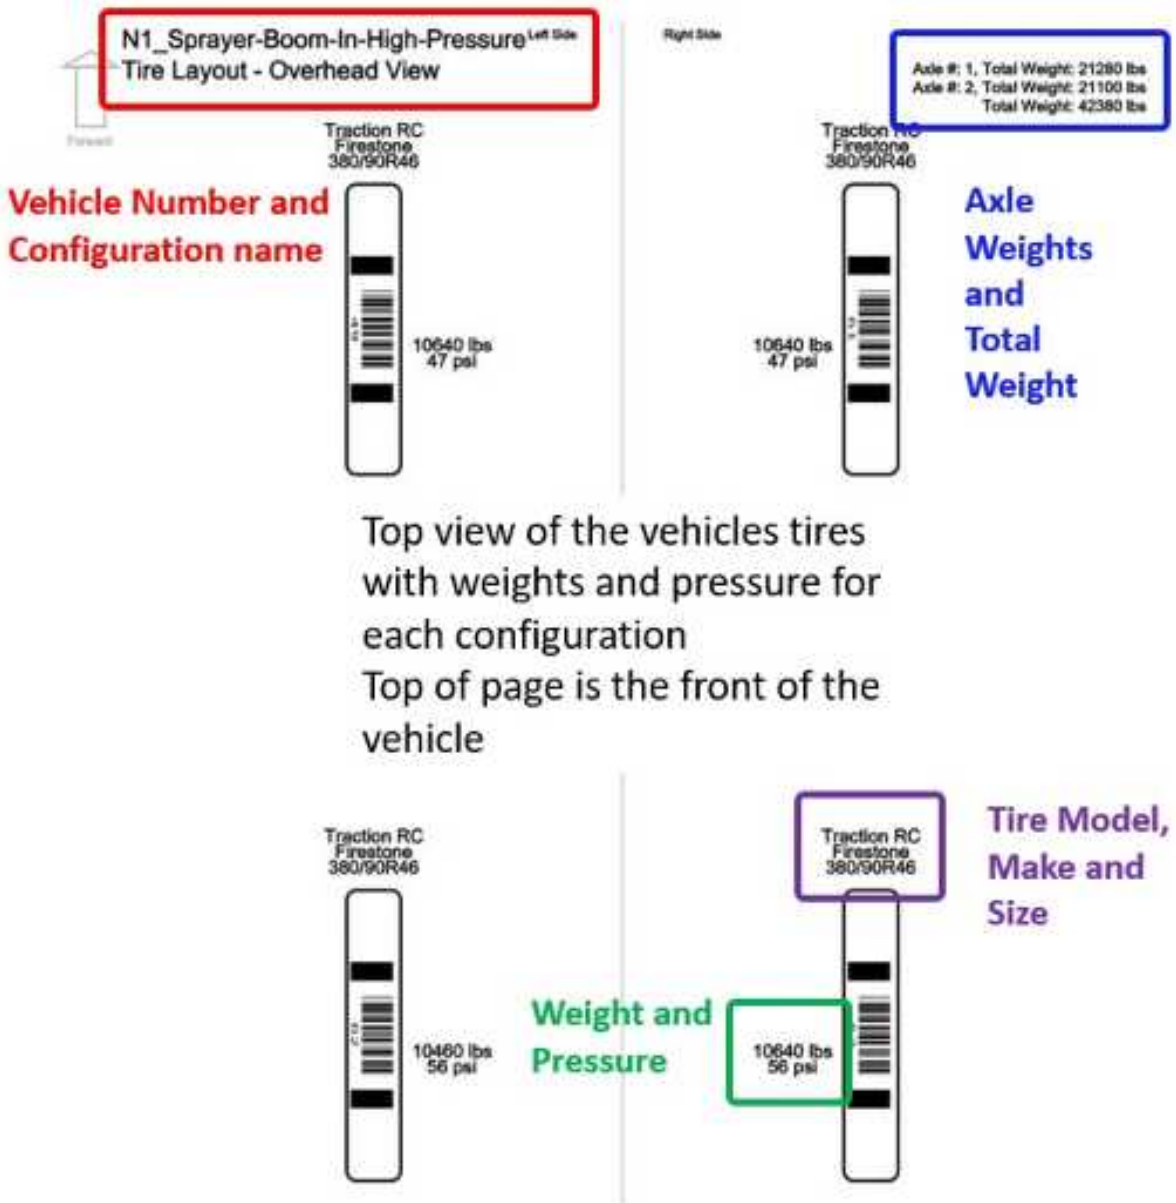 N1_Sprayer-Boom-In-High-Pressure Left Side
Tire Layout - Overhead View
Right Side
Axle #: 1, Total Weight: 21280 lbs
Axle #: 2, Total Weight: 21100 lbs
Total Weight: 42380 lbs
Forward
Traction RC
Firestone
380/90R46
Traction RC
Firestone
380/90R46
Vehicle Number and
Configuration name
Axle
Weights
and
Total
Weight
10640 lbs
47 psi
10640 lbs
47 psi
Top view of the vehicles tires
with weights and pressure for
each configuration
Top of page is the front of the
vehicle
Traction RC
Firestone
380/90R46
Traction RC
Firestone
380/90R46
Tire Model,
Make and
Size
10460 lbs
56 psi
Weight and
Pressure
10640 lbs
56 psi